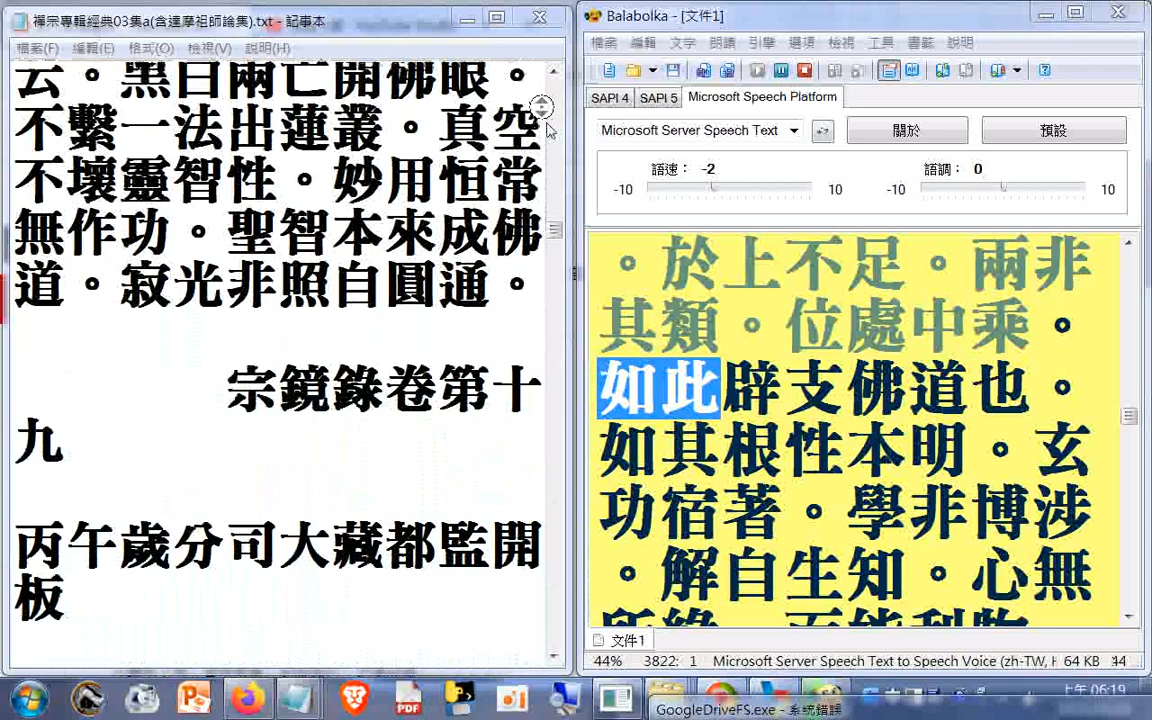 禪宗專輯經典03集a(含達摩祖師論集).txt - 記事本
檔案(F) 編輯(E) 格式(O) 檢視(V) 說明(H)
云。黑白兩亡開佛眼。
不繫一法出蓮叢。真空
不壞靈智性。妙用恒常
無作功。聖智本來成佛
道。寂光非照自圓通。
宗鏡錄卷第十
九
丙午歲分司大藏都監開
板
Balabolka - [文件1]
檔案 編輯 文字 朗讀 引擎 選項 檢視 工具 書籤 說明
SAPI 4 SAPI 5 Microsoft Speech Platform
Microsoft Server Speech Text 關於 預設
語速： -2 語調： 0
-10 10 -10 10
。於上不足。兩非
其類。位處中乘。
如此辟支佛道也。
如其根性本明。玄
功宿著。學非博涉
。解自生知。心無
所緣。而能利物
文件1
44% 3822: 1 Microsoft Server Speech Text to Speech Voice (zh-TW, H 64 KB 44
PDF
上午 06:19
GoogleDriveFS.exe - 系統錯誤